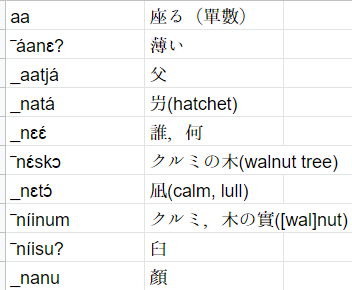 aa 座る（單數）
‾áanɛ? 薄い
_aatjá 父
_natá 屶(hatchet)
_nɛɛ́ 誰，何
‾nɛ́skɔ クルミの木(walnut tree)
_nɛtɔ́ 凪(calm, lull)
‾níinum クルミ，木の實([wal]nut)
‾níisu? 臼
_nanu 顏